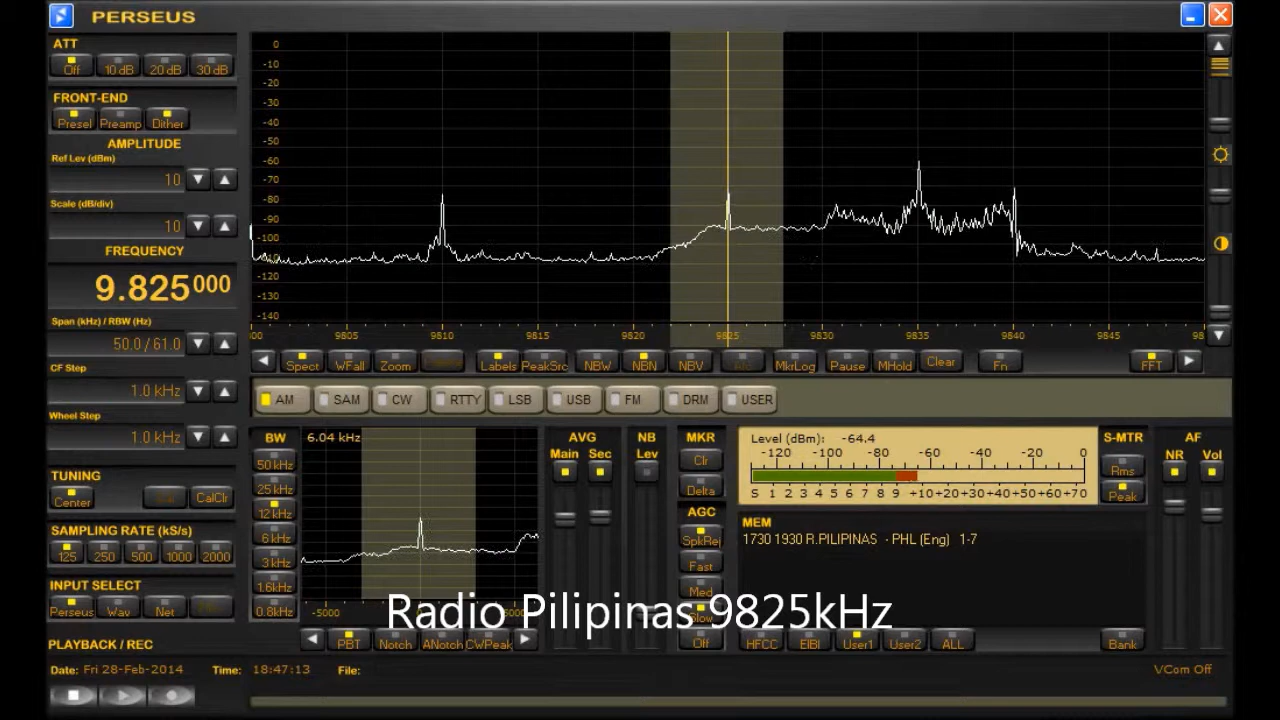 PERSEUS
ATT
Off 10 dB 20 dB 30 dB
FRONT-END
Presel Preamp Dither
AMPLITUDE
Ref Lev (dBm)
10
Scale (dB/div)
10
FREQUENCY
9.825000
Span (kHz) / RBW (Hz)
50.0 / 61.0
CF Step
1.0 kHz
Wheel Step
1.0 kHz
TUNING
Center CalClr
SAMPLING RATE (kS/s)
125 250 500 1000 2000
INPUT SELECT
Perseus Wav Net
PLAYBACK / REC
Date: Fri 28-Feb-2014 Time: 18:47:13 File:
0
-10
-20
-30
-40
-50
-60
-70
-80
-90
-100
-110
-120
-130
-140
9805 9810 9815 9820 9825 9830 9835 9840 9845
Spect WFall Zoom Labels PeakSrc NBW NBN NBV MkrLog Pause MHold Clear Fn FFT
AM SAM CW RTTY LSB USB FM DRM USER
BW
50 kHz
25 kHz
12 kHz
6 kHz
3 kHz
1.6kHz
0.8kHz
6.04 kHz
-5000 0
PBT Notch ANotch CWPeak
AVG
Main Sec
NB
Lev
MKR
Clr
Delta
AGC
SpkRej
Fast
Med
Slow
Off
Level (dBm): -64.4
-120 -100 -80 -60 -40 -20 0
S 1 2 3 4 5 6 7 8 9 +10+20+30+40+50+60+70
S-MTR
Rms
Peak
AF
NR Vol
MEM
1730 1930 R.PILIPINAS - PHL (Eng) 1-7
HFCC EIBI User1 User2 ALL Bank
VCom Off
Radio Pilipinas 9825kHz